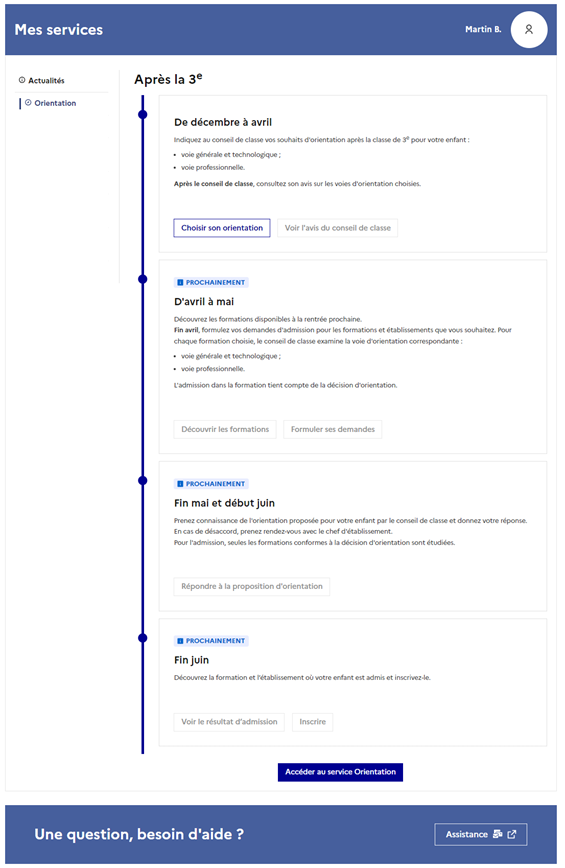 Mes services
Martin B.
Actualités
Orientation
Après la 3e
De décembre à avril
Indiquez au conseil de classe vos souhaits d'orientation après la classe de 3e pour votre enfant :
• voie générale et technologique ;
• voie professionnelle.
Après le conseil de classe, consultez son avis sur les voies d'orientation choisies.
Choisir son orientation
Voir l'avis du conseil de classe
PROCHAINEMENT
D'avril à mai
Découvrez les formations disponibles à la rentrée prochaine.
Fin avril, formulez vos demandes d'admission pour les formations et établissements que vous souhaitez. Pour
chaque formation choisie, le conseil de classe examine la voie d'orientation correspondante :
• voie générale et technologique ;
• voie professionnelle.
L'admission dans la formation tient compte de la décision d'orientation.
Découvrir les formations
Formuler ses demandes
PROCHAINEMENT
Fin mai et début juin
Prenez connaissance de l'orientation proposée pour votre enfant par le conseil de classe et donnez votre réponse.
En cas de désaccord, prenez rendez-vous avec le chef d'établissement.
Pour l'admission, seules les formations conformes à la décision d'orientation sont étudiées.
Répondre à la proposition d'orientation
PROCHAINEMENT
Fin juin
Découvrez la formation et l'établissement où votre enfant est admis et inscrivez-le.
Voir le résultat d'admission
Inscrire
Accéder au service Orientation
Une question, besoin d'aide ?
Assistance